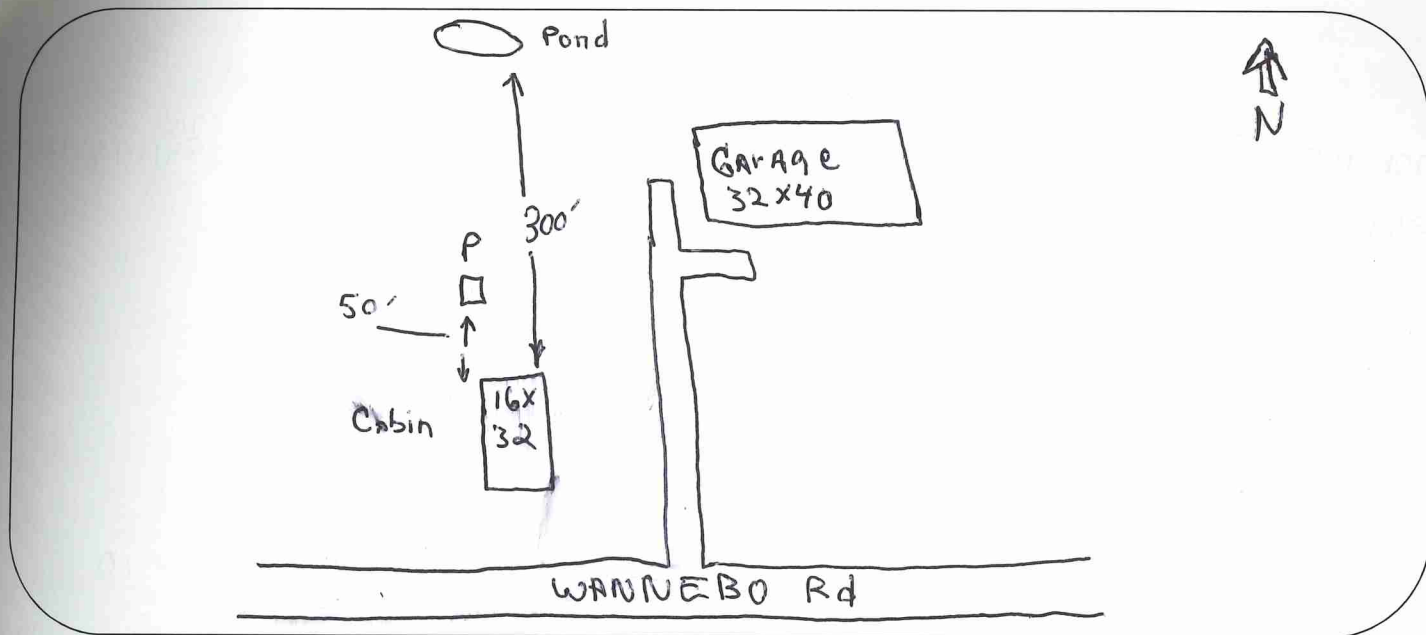 Pond
N
GArAge
32x40
300'
P
50'
16x
32
Cabin
WANNEBO Rd